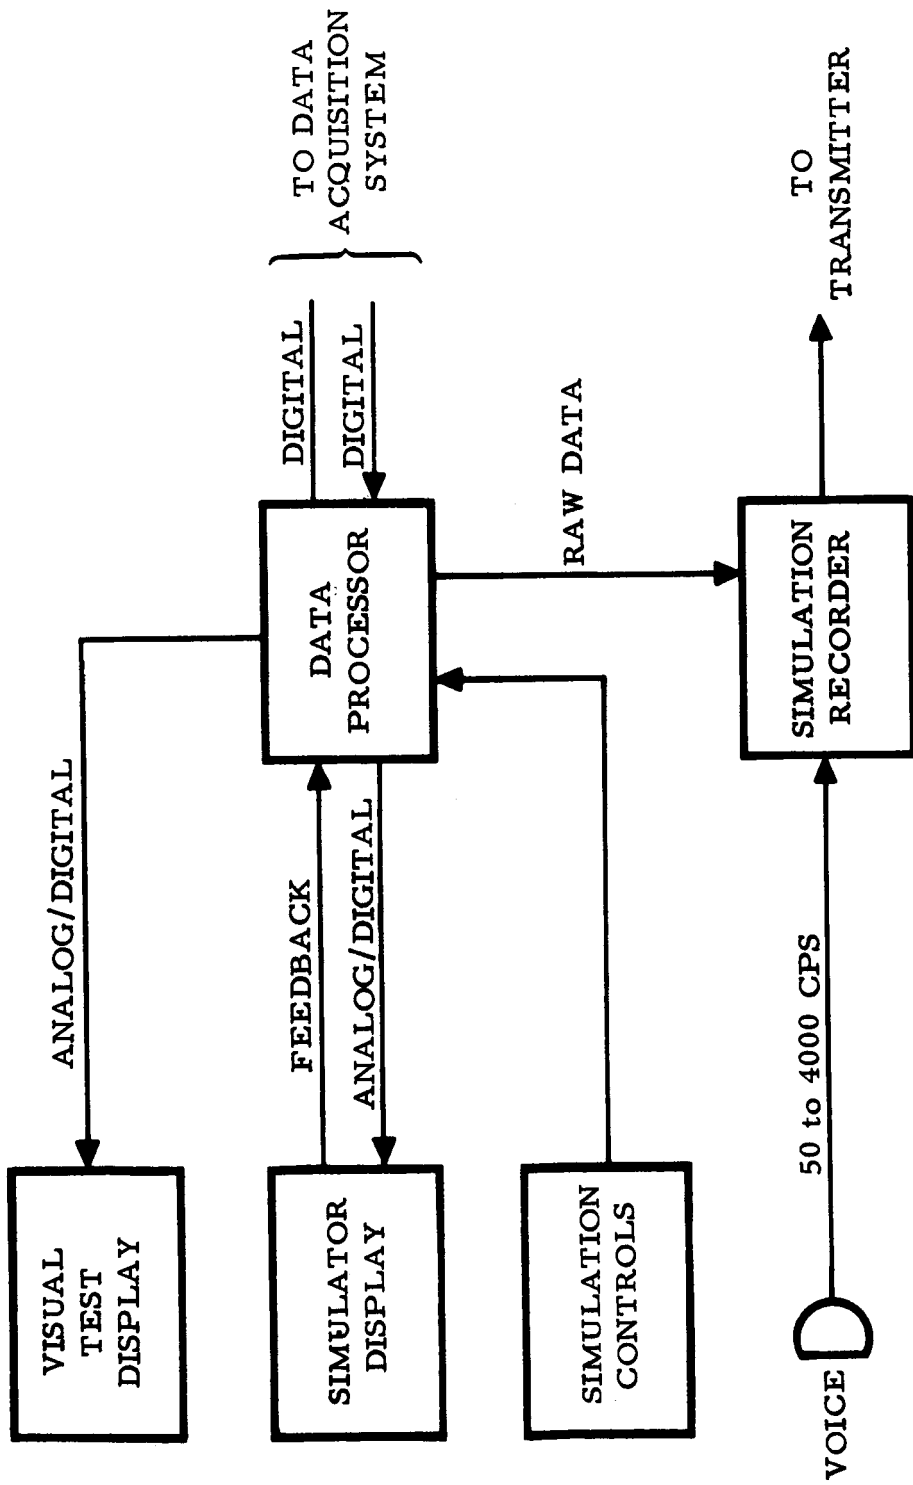 VISUAL
TEST
DISPLAY
ANALOG/DIGITAL
SIMULATOR
DISPLAY
FEEDBACK
ANALOG/DIGITAL
DATA
PROCESSOR
DIGITAL
DIGITAL
TO DATA
ACQUISITION
SYSTEM
SIMULATION
CONTROLS
RAW DATA
VOICE
50 to 4000 CPS
SIMULATION
RECORDER
TO
TRANSMITTER